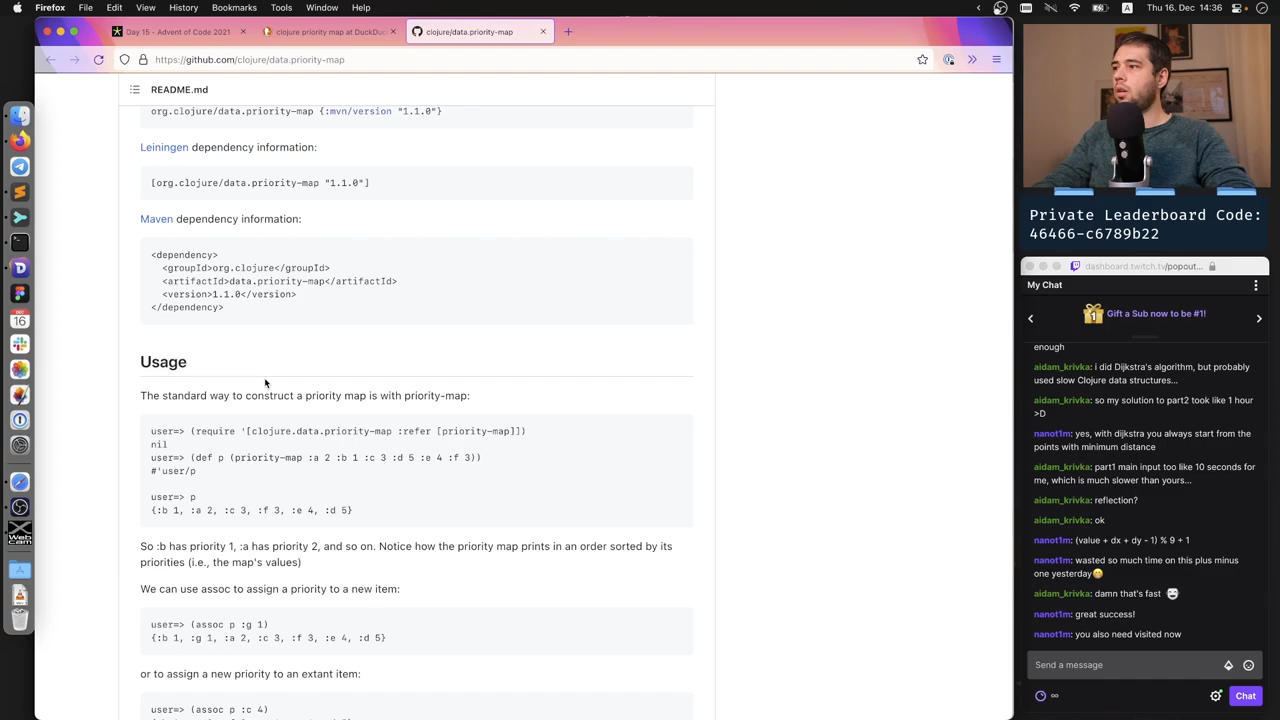 Firefox File Edit View History Bookmarks Tools Window Help
A Thu 16. Dec 14:36
Day 15 - Advent of Code 2021
clojure priority map at DuckDuc
clojure/data.priority-map
https://github.com/clojure/data.priority-map
README.md
org.clojure/data.priority-map {:mvn/version "1.1.0"}
Leiningen dependency information:
[org.clojure/data.priority-map "1.1.0"]
Maven dependency information:
<dependency>
<groupId>org.clojure</groupId>
<artifactId>data.priority-map</artifactId>
<version>1.1.0</version>
</dependency>
Usage
The standard way to construct a priority map is with priority-map:
user=> (require '[clojure.data.priority-map :refer [priority-map]])
nil
user=> (def p (priority-map :a 2 :b 1 :c 3 :d 5 :e 4 :f 3))
#'user/p
user=> p
{:b 1, :a 2, :c 3, :f 3, :e 4, :d 5}
So :b has priority 1, :a has priority 2, and so on. Notice how the priority map prints in an order sorted by its
priorities (i.e., the map's values)
We can use assoc to assign a priority to a new item:
user=> (assoc p :g 1)
{:b 1, :g 1, :a 2, :c 3, :f 3, :e 4, :d 5}
or to assign a new priority to an extant item:
user=> (assoc p :c 4)
Private Leaderboard Code:
46466-c6789b22
dashboard.twitch.tv/popout...
My Chat
1 Gift a Sub now to be #1!
enough
aidam_krivka: i did Dijkstra's algorithm, but probably
used slow Clojure data structures...
aidam_krivka: so my solution to part2 took like 1 hour
>D
nanot1m: yes, with dijkstra you always start from the
points with minimum distance
aidam_krivka: part1 main input too like 10 seconds for
me, which is much slower than yours...
aidam_krivka: reflection?
aidam_krivka: ok
nanot1m: (value + dx + dy - 1) % 9 + 1
nanot1m: wasted so much time on this plus minus
one yesterday😁
aidam_krivka: damn that's fast
nanot1m: great success!
nanot1m: you also need visited now
Send a message
∞
Chat
DEC
16
WEB
CAM